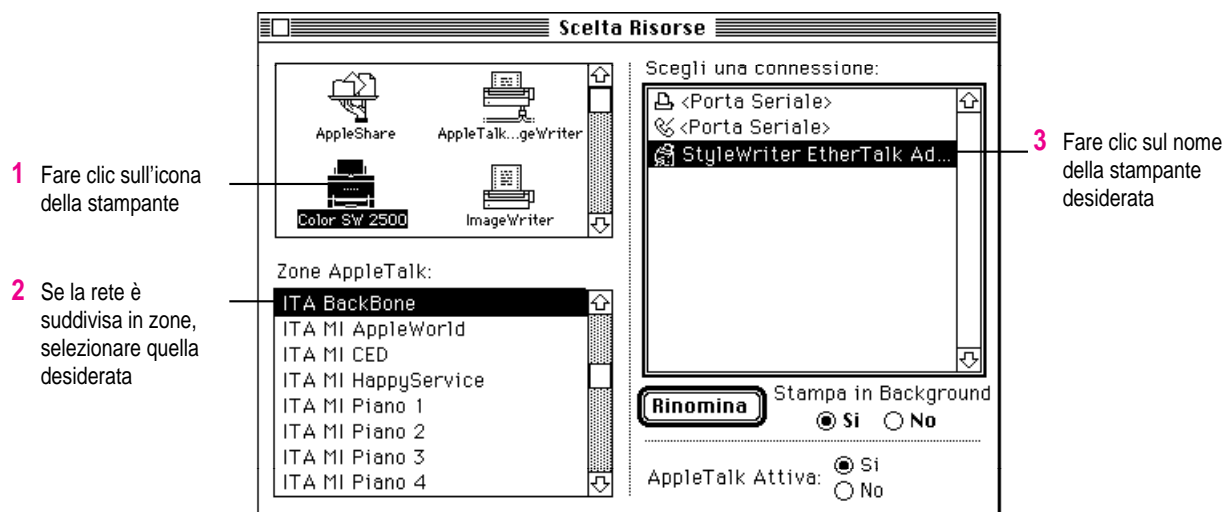 Scelta Risorse
AppleShare
AppleTalk...geWriter
Color SW 2500
ImageWriter
Zone AppleTalk:
ITA BackBone
ITA MI AppleWorld
ITA MI CED
ITA MI HappyService
ITA MI Piano 1
ITA MI Piano 2
ITA MI Piano 3
ITA MI Piano 4
Scegli una connessione:
<Porta Seriale>
<Porta Seriale>
StyleWriter EtherTalk Ad...
Rinomina
Stampa in Background
Si No
AppleTalk Attiva:
Si
No
1 Fare clic sull'icona
della stampante
2 Se la rete è
suddivisa in zone,
selezionare quella
desiderata
3 Fare clic sul nome
della stampante
desiderata